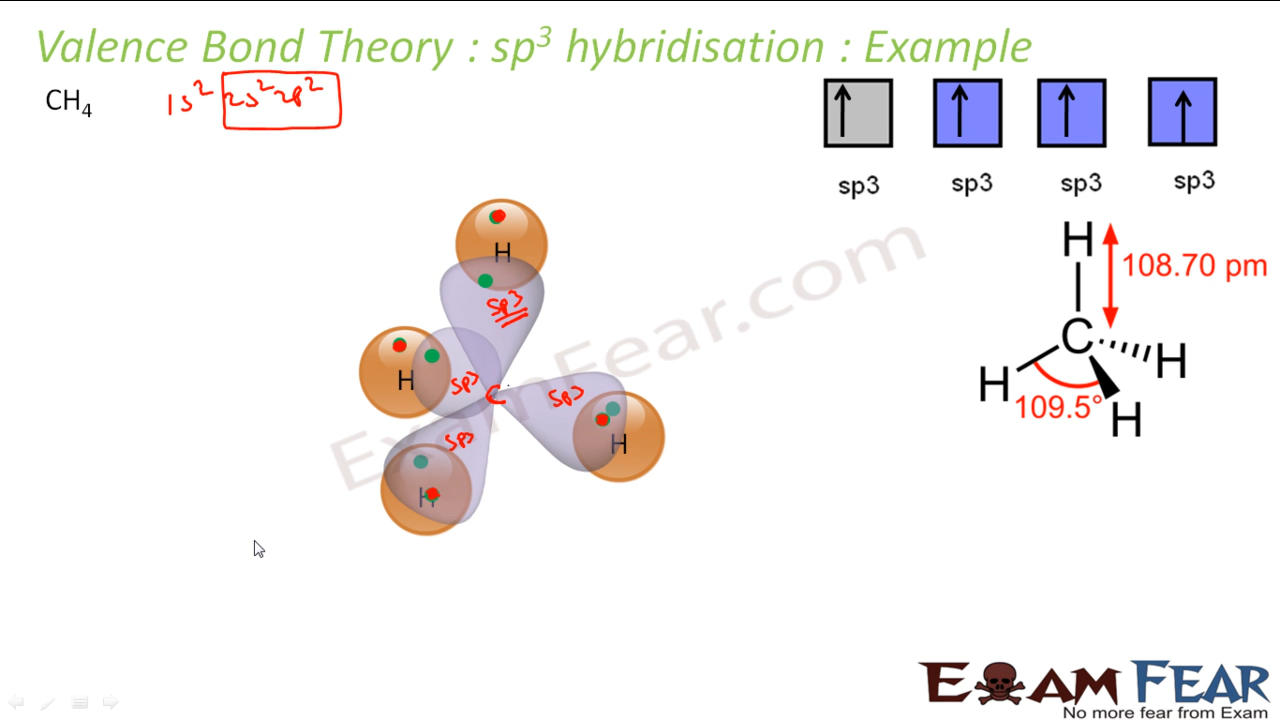 Valence Bond Theory : sp³ hybridisation : Example
CH₄
1s² 2s² 2p²
sp3 sp3 sp3 sp3
H
sp3
H
sp3
C
sp3
H
sp3
H
H
108.70 pm
C
H
H
109.5°
H
ExamFear.com
EXAM FEAR
No more fear from Exam